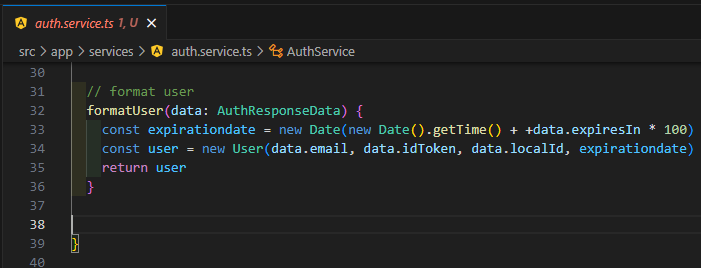 auth.service.ts 1, U
src > app > services > auth.service.ts > AuthService
30
31 // format user
32 formatUser(data: AuthResponseData) {
33 const expirationdate = new Date(new Date().getTime() + +data.expiresIn * 100)
34 const user = new User(data.email, data.idToken, data.localId, expirationdate)
35 return user
36 }
37
38
39 }
40